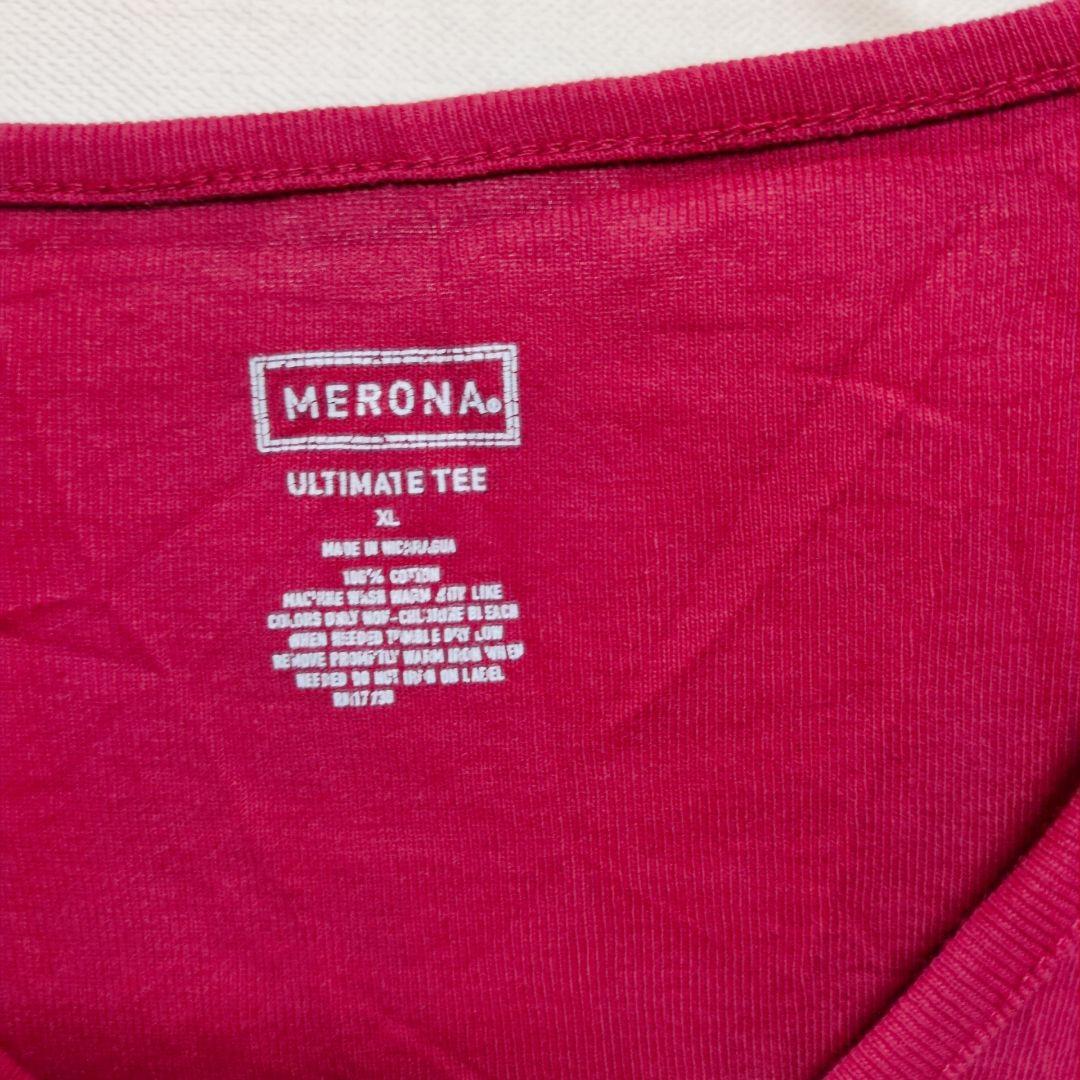 MERONA®
ULTIMATE TEE
XL
MADE IN NICARAGUA
100% COTTON
MACHINE WASH WARM WITH LIKE
COLORS ONLY NON-CHLORINE BLEACH
WHEN NEEDED TUMBLE DRY LOW
REMOVE PROMPTLY WARM IRON WHEN
NEEDED DO NOT IRON ON LABEL